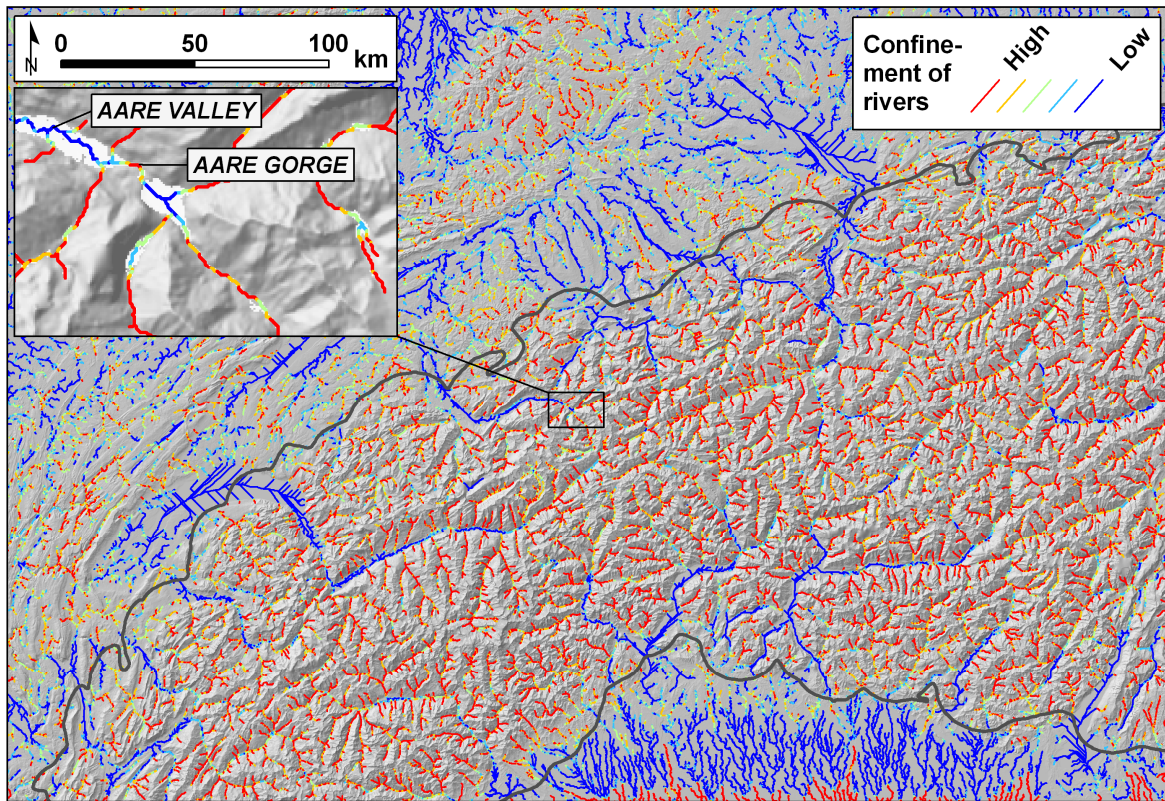 N
0 50 100
km
AARE VALLEY
AARE GORGE
Confine-
ment of
rivers
High
Low